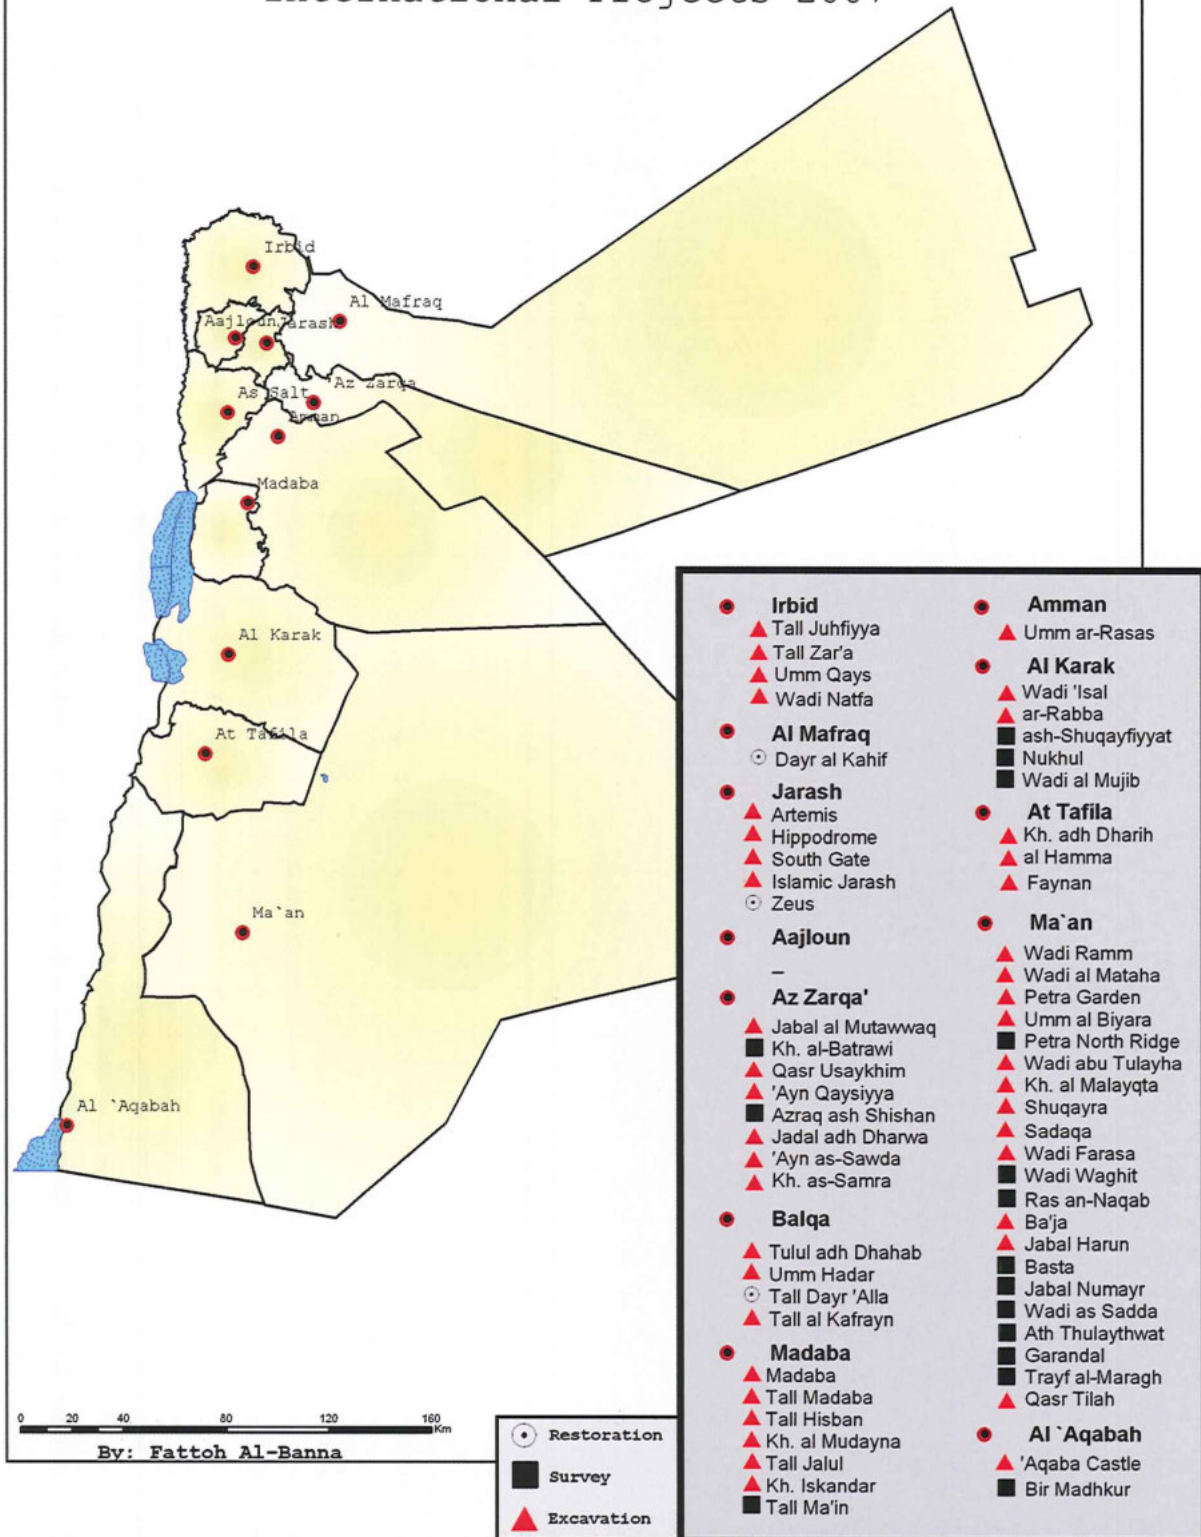 International Projects 2007
Irbid
Al Mafraq
Aajloun
Jarash
As Salt
Az Zarqa
Amman
Madaba
Al Karak
At Tafila
Ma`an
Al `Aqabah
0 20 40 80 120 160
Km
By: Fattoh Al-Banna
Restoration
Survey
Excavation
Irbid
Tall Juhfiyya
Tall Zar'a
Umm Qays
Wadi Natfa
Al Mafraq
Dayr al Kahif
Jarash
Artemis
Hippodrome
South Gate
Islamic Jarash
Zeus
Aajloun
–
Az Zarqa'
Jabal al Mutawwaq
Kh. al-Batrawi
Qasr Usaykhim
'Ayn Qaysiyya
Azraq ash Shishan
Jadal adh Dharwa
'Ayn as-Sawda
Kh. as-Samra
Balqa
Tulul adh Dhahab
Umm Hadar
Tall Dayr 'Alla
Tall al Kafrayn
Madaba
Madaba
Tall Madaba
Tall Hisban
Kh. al Mudayna
Tall Jalul
Kh. Iskandar
Tall Ma'in
Amman
Umm ar-Rasas
Al Karak
Wadi 'Isal
ar-Rabba
ash-Shuqayfiyyat
Nukhul
Wadi al Mujib
At Tafila
Kh. adh Dharih
al Hamma
Faynan
Ma`an
Wadi Ramm
Wadi al Mataha
Petra Garden
Umm al Biyara
Petra North Ridge
Wadi abu Tulayha
Kh. al Malayqta
Shuqayra
Sadaqa
Wadi Farasa
Wadi Waghit
Ras an-Naqab
Ba'ja
Jabal Harun
Basta
Jabal Numayr
Wadi as Sadda
Ath Thulaythwat
Garandal
Trayf al-Maragh
Qasr Tilah
Al `Aqabah
'Aqaba Castle
Bir Madhkur